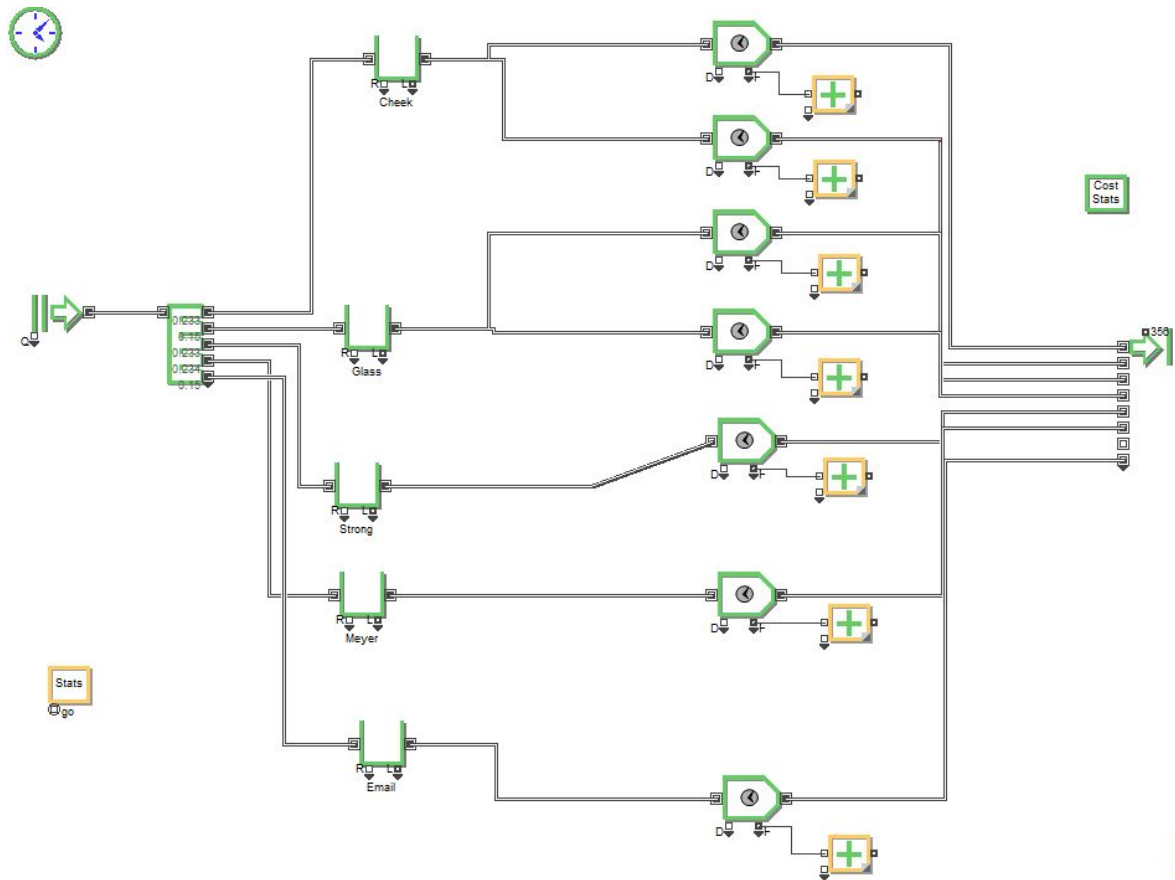 Cheek
R L
D F
D F
Cost
Stats
D F
Q
0.233
0.15
0.233
0.234
0.15
356
R L
Glass
D F
D F
R L
Strong
R L
Meyer
D F
Stats
go
R L
Email
D F